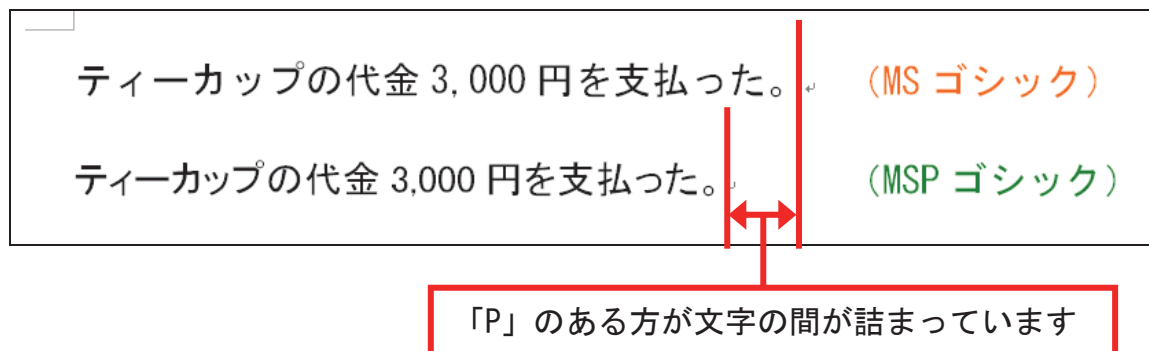 ティーカップの代金 3,000 円を支払った。 （MS ゴシック）
ティーカップの代金 3,000 円を支払った。 （MSP ゴシック）
「P」のある方が文字の間が詰まっています